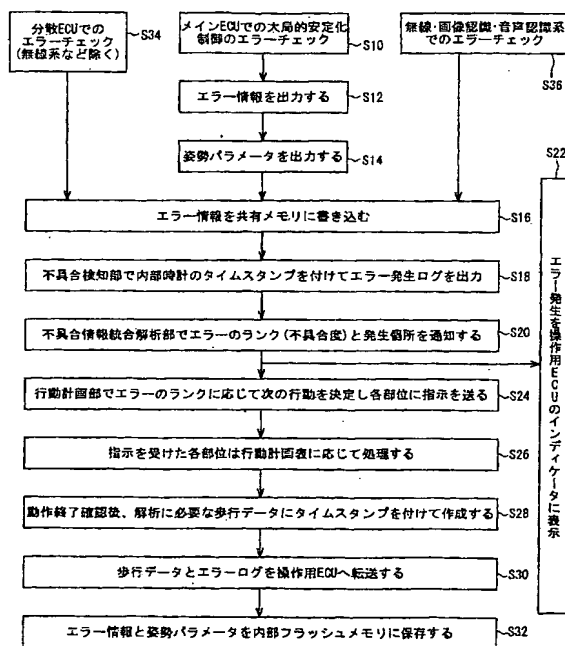 分散ECUでの
エラーチェック
(無線系など除く)
S34
メインECUでの大局的安定化
制御のエラーチェック
S10
無線・画像認識・音声認識系
でのエラーチェック
S36
エラー情報を出力する
S12
姿勢パラメータを出力する
S14
S22
エラー発生を操作用ECUのインディケータに表示
エラー情報を共有メモリに書き込む
S16
不具合検知部で内部時計のタイムスタンプを付けてエラー発生ログを出力
S18
不具合情報統合解析部でエラーのランク(不具合度)と発生個所を通知する
S20
行動計画部でエラーのランクに応じて次の行動を決定し各部位に指示を送る
S24
指示を受けた各部位は行動計画表に応じて処理する
S26
動作終了確認後、解析に必要な歩行データにタイムスタンプを付けて作成する
S28
歩行データとエラーログを操作用ECUへ転送する
S30
エラー情報と姿勢パラメータを内部フラッシュメモリに保存する
S32